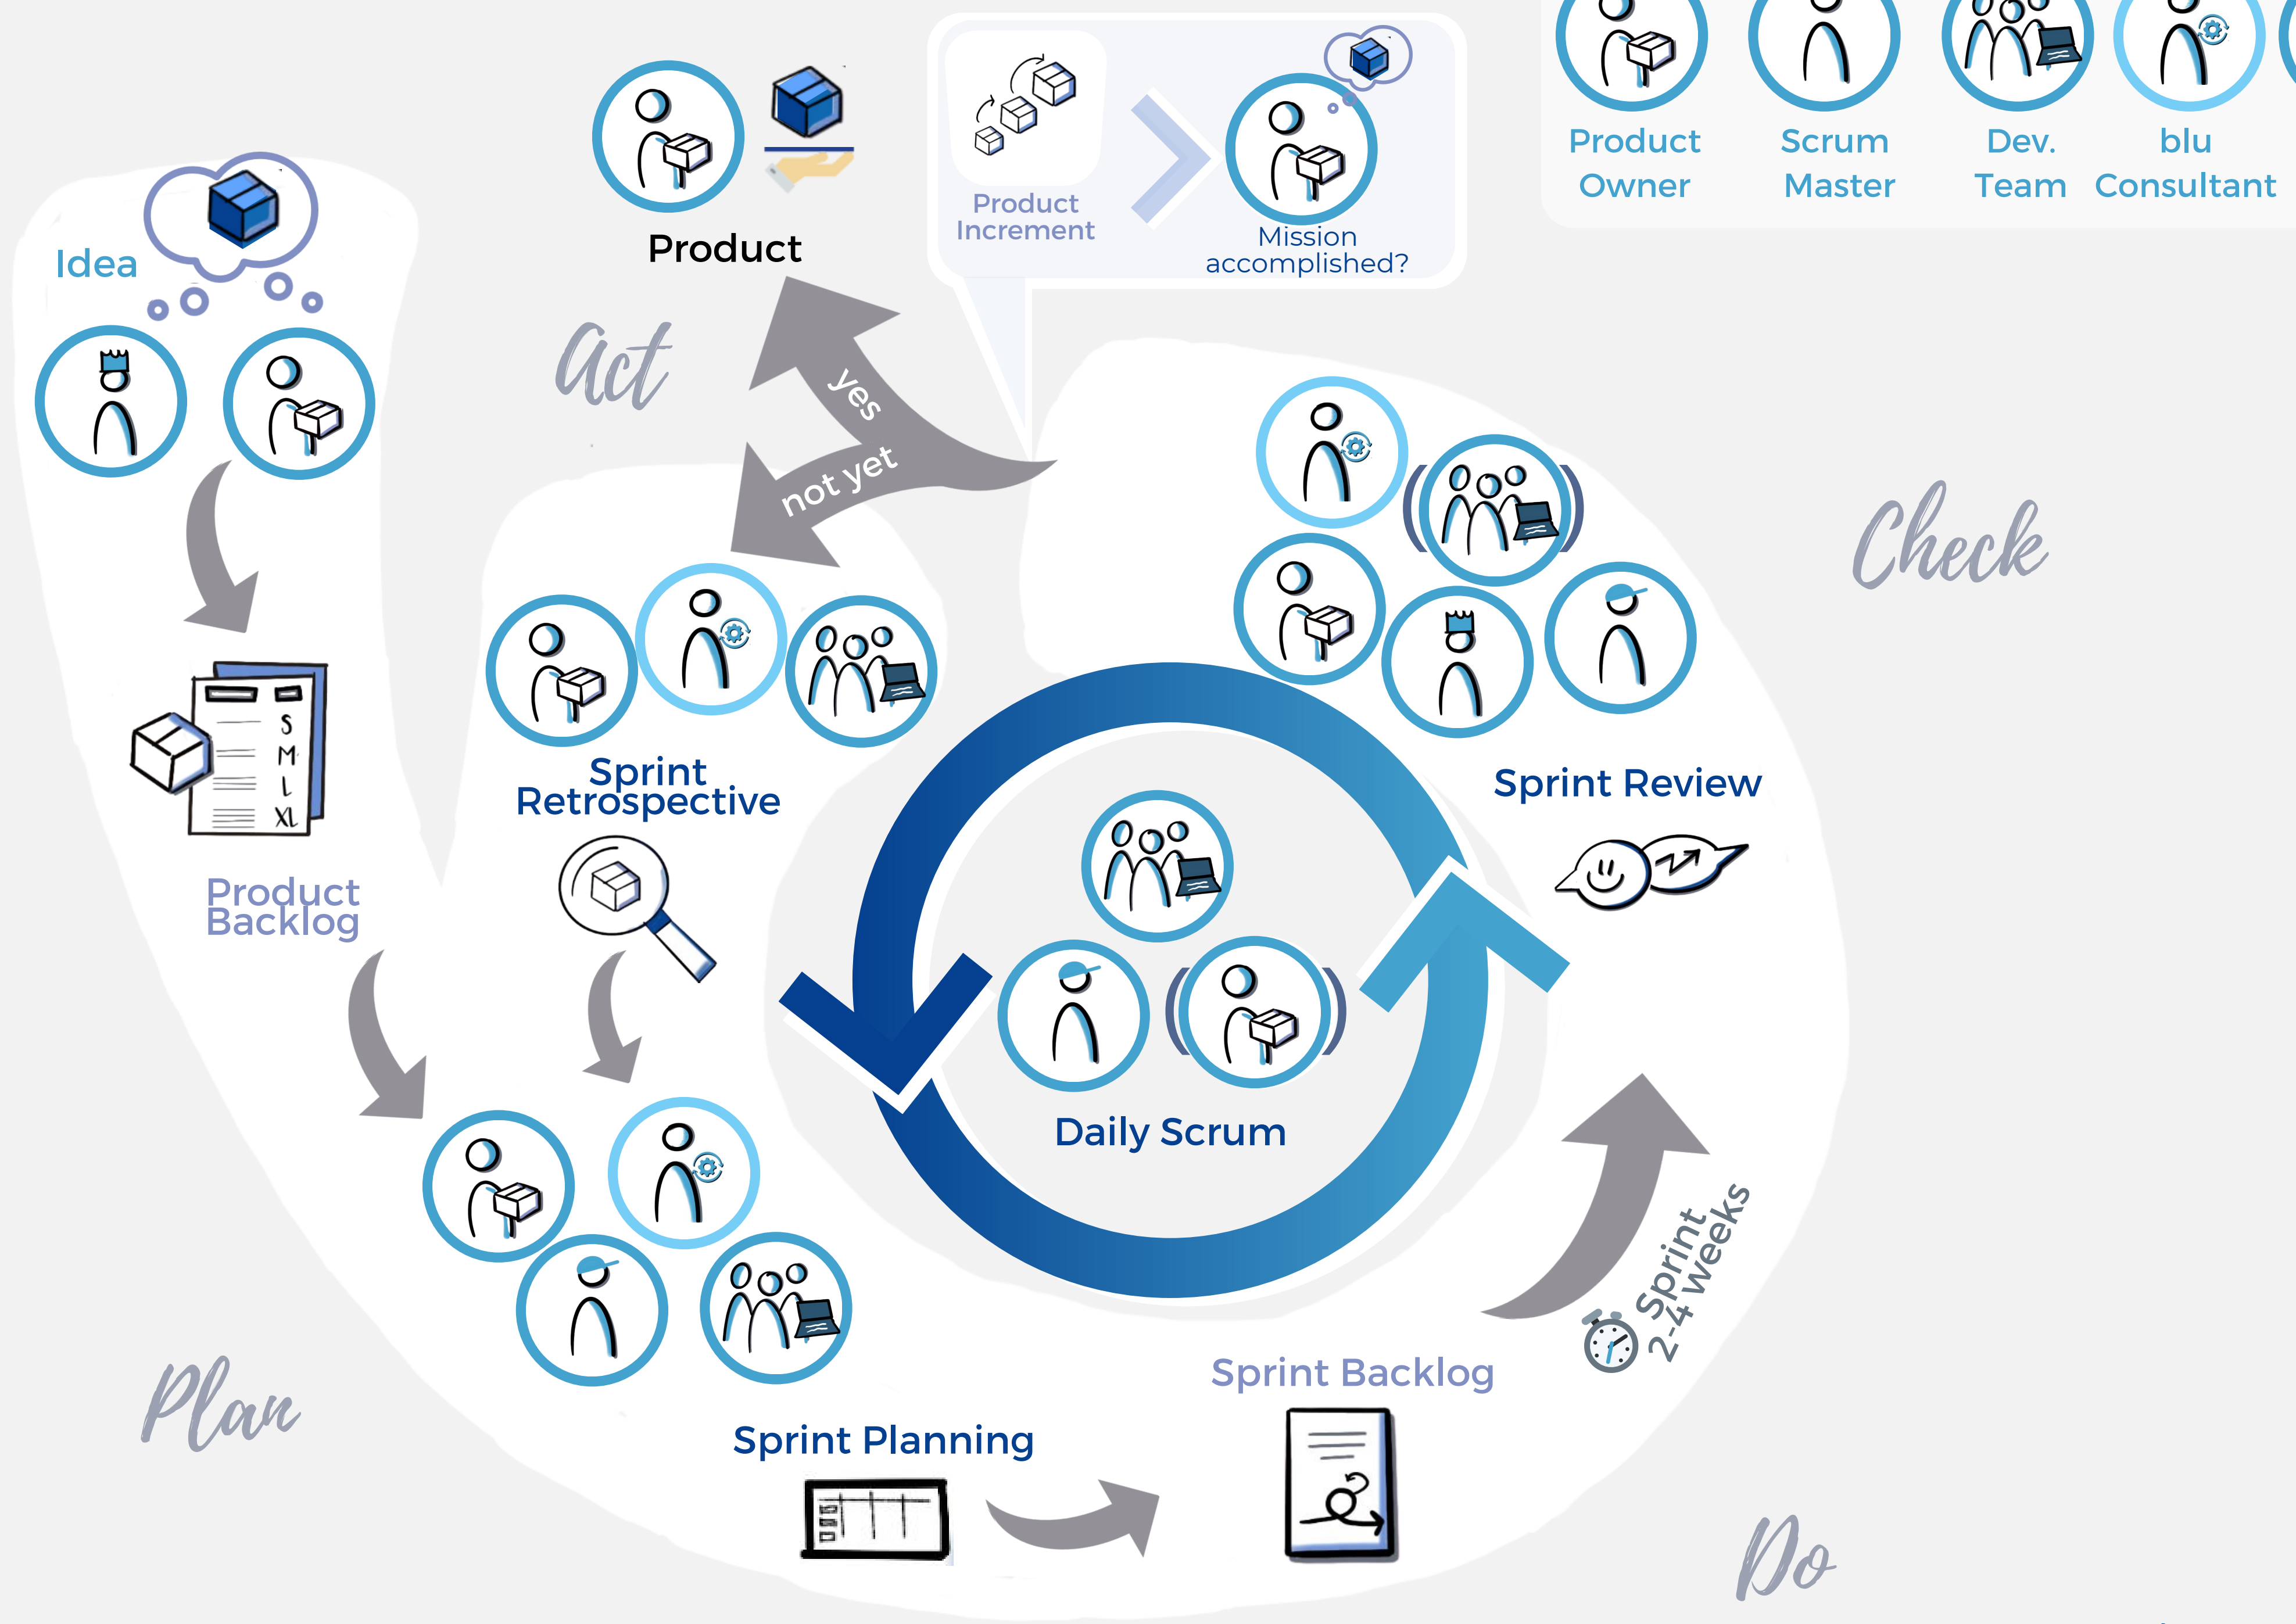 Product
Owner
Scrum
Master
Dev.
Team
blu
Consultant
Product
Increment
Mission
accomplished?
Product
Idea
Act
yes
not yet
Check
Sprint
Retrospective
Sprint Review
S
M
L
XL
Product
Backlog
Daily Scrum
Sprint
2-4 weeks
Plan
Sprint Planning
Sprint Backlog
Do